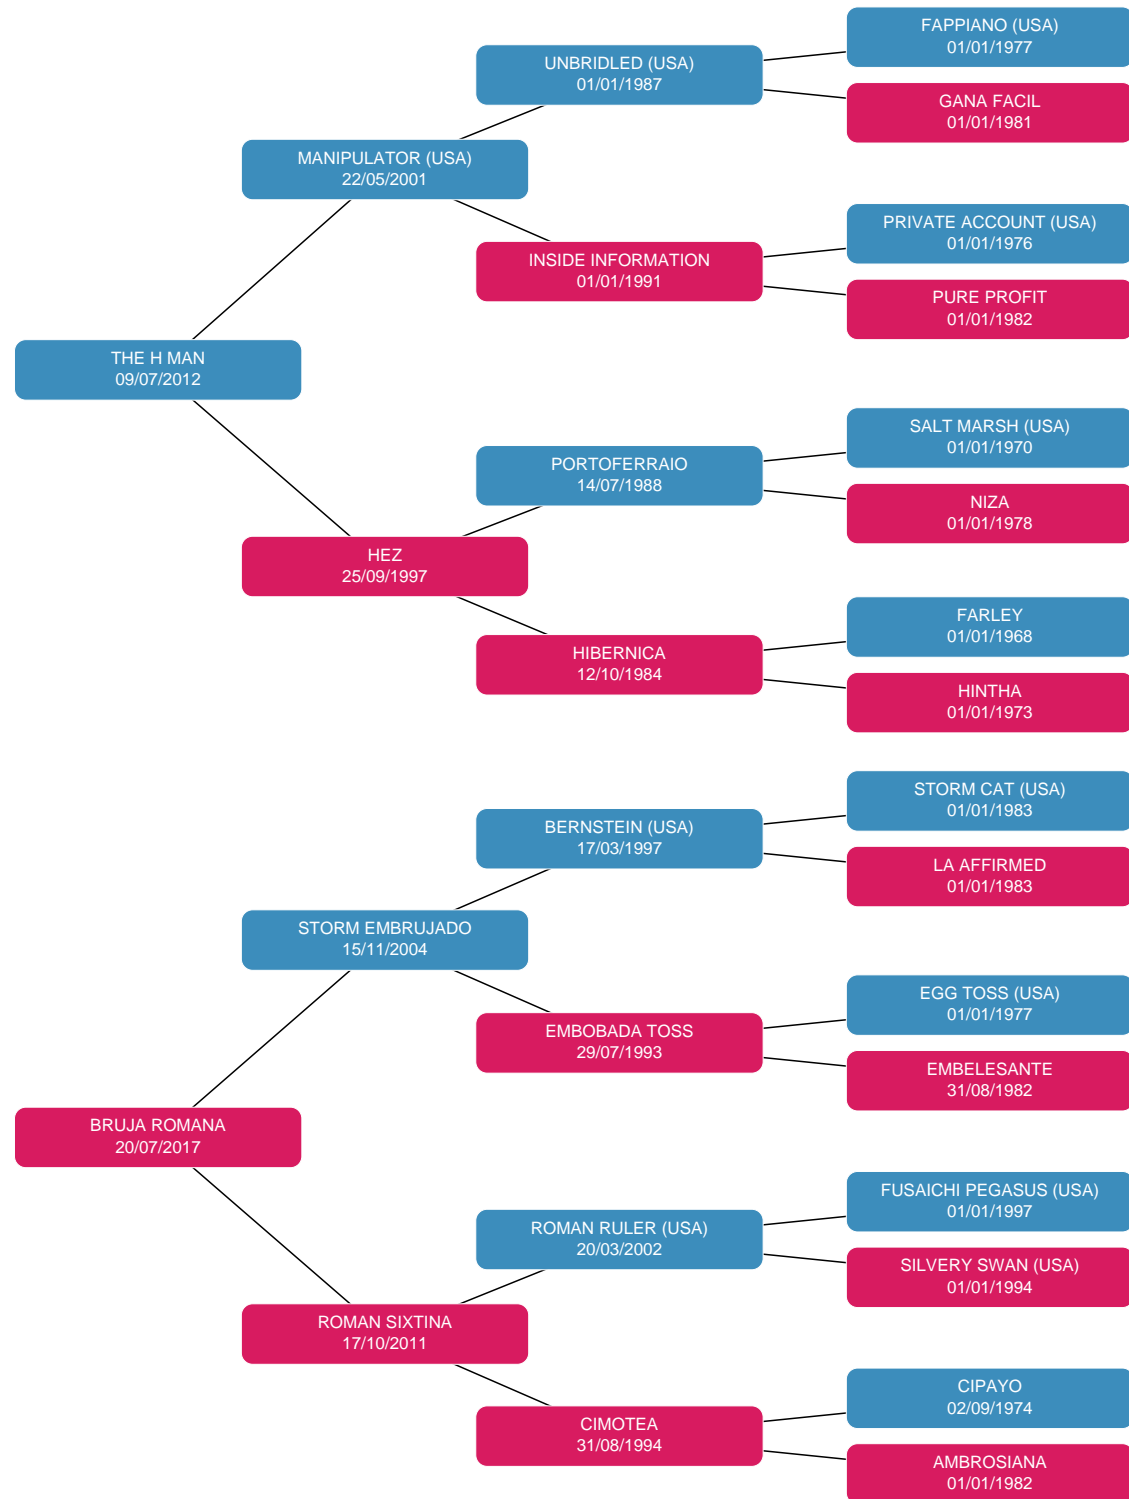 FAPPIANO (USA)
01/01/1977
UNBRIDLED (USA)
01/01/1987
GANA FACIL
01/01/1981
MANIPULATOR (USA)
22/05/2001
PRIVATE ACCOUNT (USA)
01/01/1976
INSIDE INFORMATION
01/01/1991
PURE PROFIT
01/01/1982
THE H MAN
09/07/2012
SALT MARSH (USA)
01/01/1970
PORTOFERRAIO
14/07/1988
NIZA
01/01/1978
HEZ
25/09/1997
FARLEY
01/01/1968
HIBERNICA
12/10/1984
HINTHA
01/01/1973
STORM CAT (USA)
01/01/1983
BERNSTEIN (USA)
17/03/1997
LA AFFIRMED
01/01/1983
STORM EMBRUJADO
15/11/2004
EGG TOSS (USA)
01/01/1977
EMBOBADA TOSS
29/07/1993
EMBELESANTE
31/08/1982
BRUJA ROMANA
20/07/2017
FUSAICHI PEGASUS (USA)
01/01/1997
ROMAN RULER (USA)
20/03/2002
SILVERY SWAN (USA)
01/01/1994
ROMAN SIXTINA
17/10/2011
CIPAYO
02/09/1974
CIMOTEA
31/08/1994
AMBROSIANA
01/01/1982